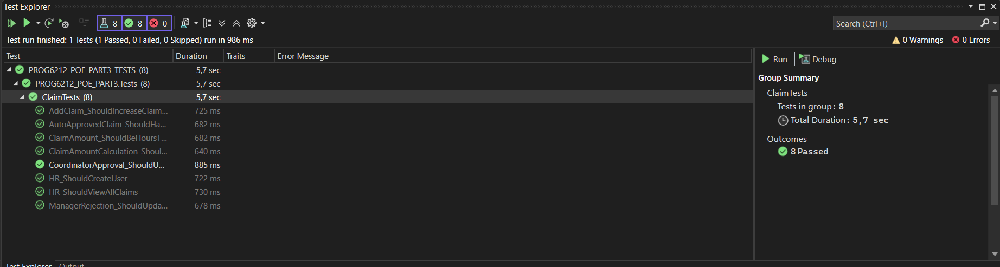 Test Explorer
8 8 0
Search (Ctrl+I)
Test run finished: 1 Tests (1 Passed, 0 Failed, 0 Skipped) run in 986 ms
0 Warnings 0 Errors
Test Duration Traits Error Message
PROG6212_POE_PART3_TESTS (8) 5,7 sec
PROG6212_POE_PART3.Tests (8) 5,7 sec
ClaimTests (8) 5,7 sec
AddClaim_ShouldIncreaseClaim... 725 ms
AutoApprovedClaim_ShouldHa... 682 ms
ClaimAmount_ShouldBeHoursT... 682 ms
ClaimAmountCalculation_Shoul... 640 ms
CoordinatorApproval_ShouldU... 885 ms
HR_ShouldCreateUser 722 ms
HR_ShouldViewAllClaims 730 ms
ManagerRejection_ShouldUpda... 678 ms
Run Debug
Group Summary
ClaimTests
Tests in group: 8
Total Duration: 5,7 sec
Outcomes
8 Passed
Test Explorer Output